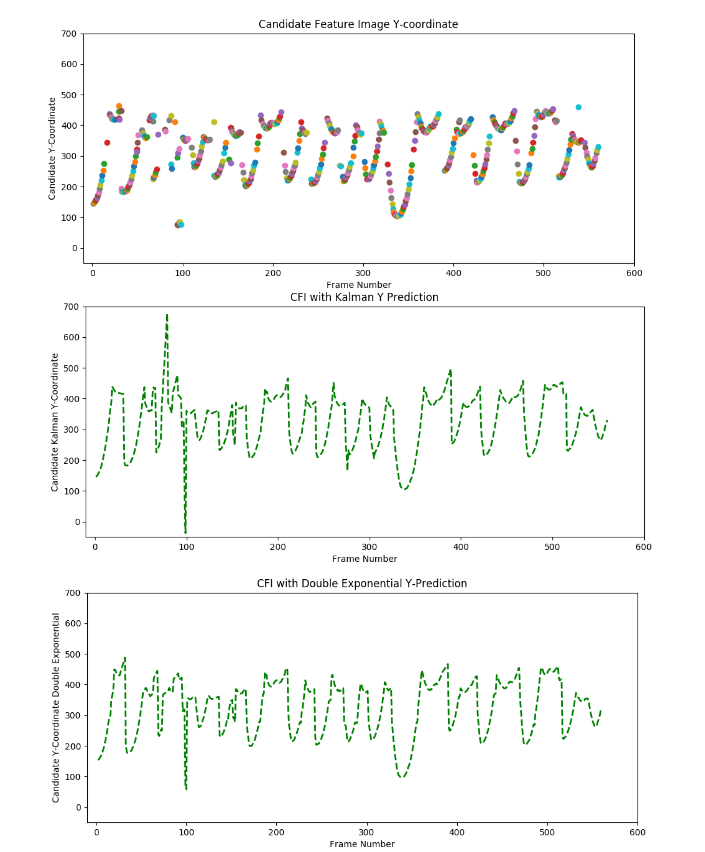 Candidate Feature Image Y-coordinate
700
600
500
400
300
200
100
0
Candidate Y-Coordinate
0 100 200 300 400 500 600
Frame Number
CFI with Kalman Y Prediction
700
600
500
400
300
200
100
0
Candidate Kalman Y-Coordinate
0 100 200 300 400 500 600
Frame Number
CFI with Double Exponential Y-Prediction
700
600
500
400
300
200
100
0
Candidate Y-Coordinate Double Exponential
0 100 200 300 400 500 600
Frame Number